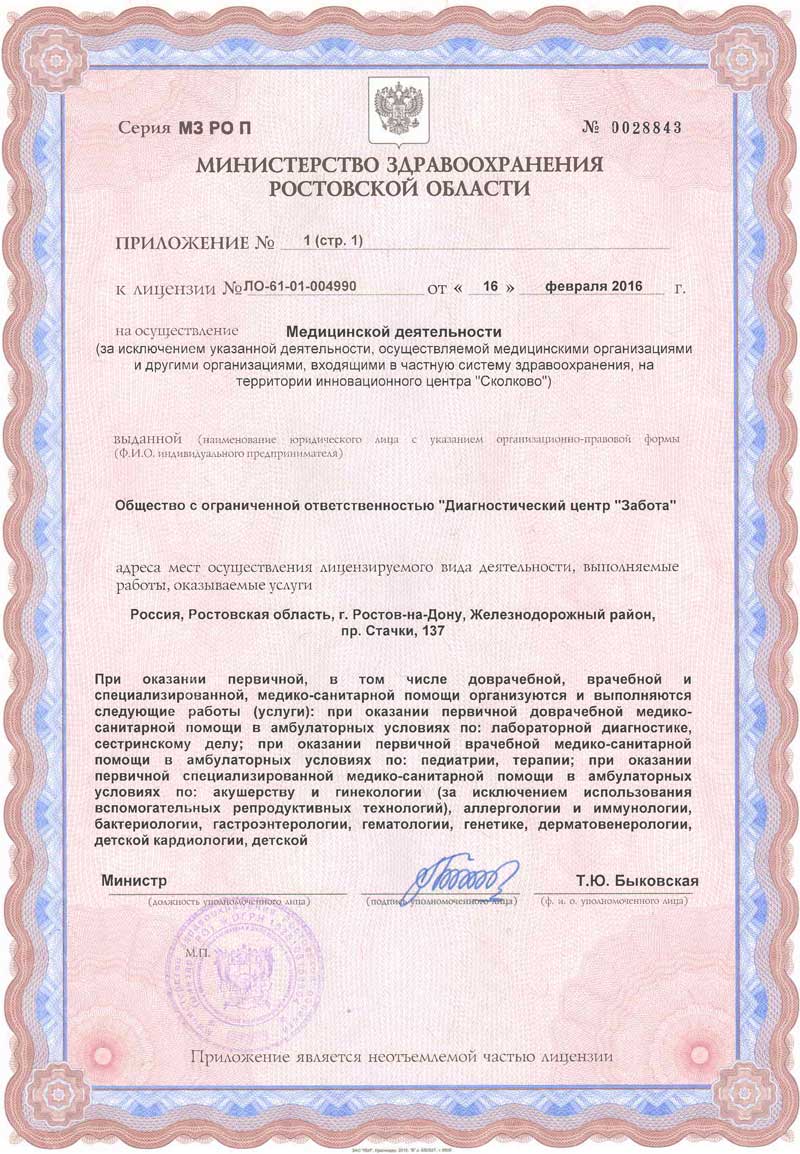 Серия МЗ РО П
№ 0028843
МИНИСТЕРСТВО ЗДРАВООХРАНЕНИЯ
РОСТОВСКОЙ ОБЛАСТИ
ПРИЛОЖЕНИЕ № 1 (стр. 1)
к лицензии № ЛО-61-01-004990 от « 16 » февраля 2016 г.
на осуществление Медицинской деятельности
(за исключением указанной деятельности, осуществляемой медицинскими организациями
и другими организациями, входящими в частную систему здравоохранения, на
территории инновационного центра "Сколково")
выданной (наименование юридического лица с указанием организационно-правовой формы
(Ф.И.О. индивидуального предпринимателя)
Общество с ограниченной ответственностью "Диагностический центр "Забота"
адреса мест осуществления лицензируемого вида деятельности, выполняемые
работы, оказываемые услуги
Россия, Ростовская область, г. Ростов-на-Дону, Железнодорожный район,
пр. Стачки, 137
При оказании первичной, в том числе доврачебной, врачебной и
специализированной, медико-санитарной помощи организуются и выполняются
следующие работы (услуги): при оказании первичной доврачебной медико-
санитарной помощи в амбулаторных условиях по: лабораторной диагностике,
сестринскому делу; при оказании первичной врачебной медико-санитарной
помощи в амбулаторных условиях по: педиатрии, терапии; при оказании
первичной специализированной медико-санитарной помощи в амбулаторных
условиях по: акушерству и гинекологии (за исключением использования
вспомогательных репродуктивных технологий), аллергологии и иммунологии,
бактериологии, гастроэнтерологии, гематологии, генетике, дерматовенерологии,
детской кардиологии, детской
Министр
Т.Ю. Быковская
(должность уполномоченного лица)
(подпись уполномоченного лица)
(ф. и. о. уполномоченного лица)
М.П.
Приложение является неотъемлемой частью лицензии